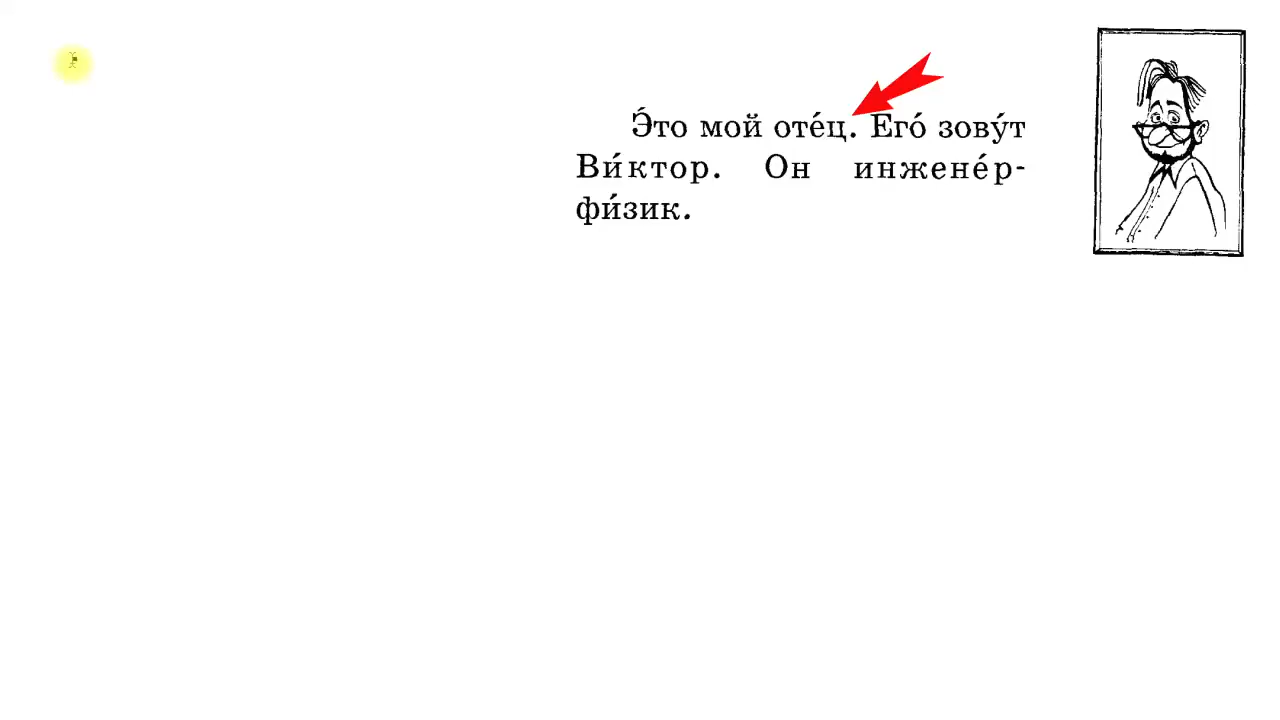 Э́то мой оте́ц. Его́ зову́т
Ви́ктор. Он инжене́р-
фи́зик.